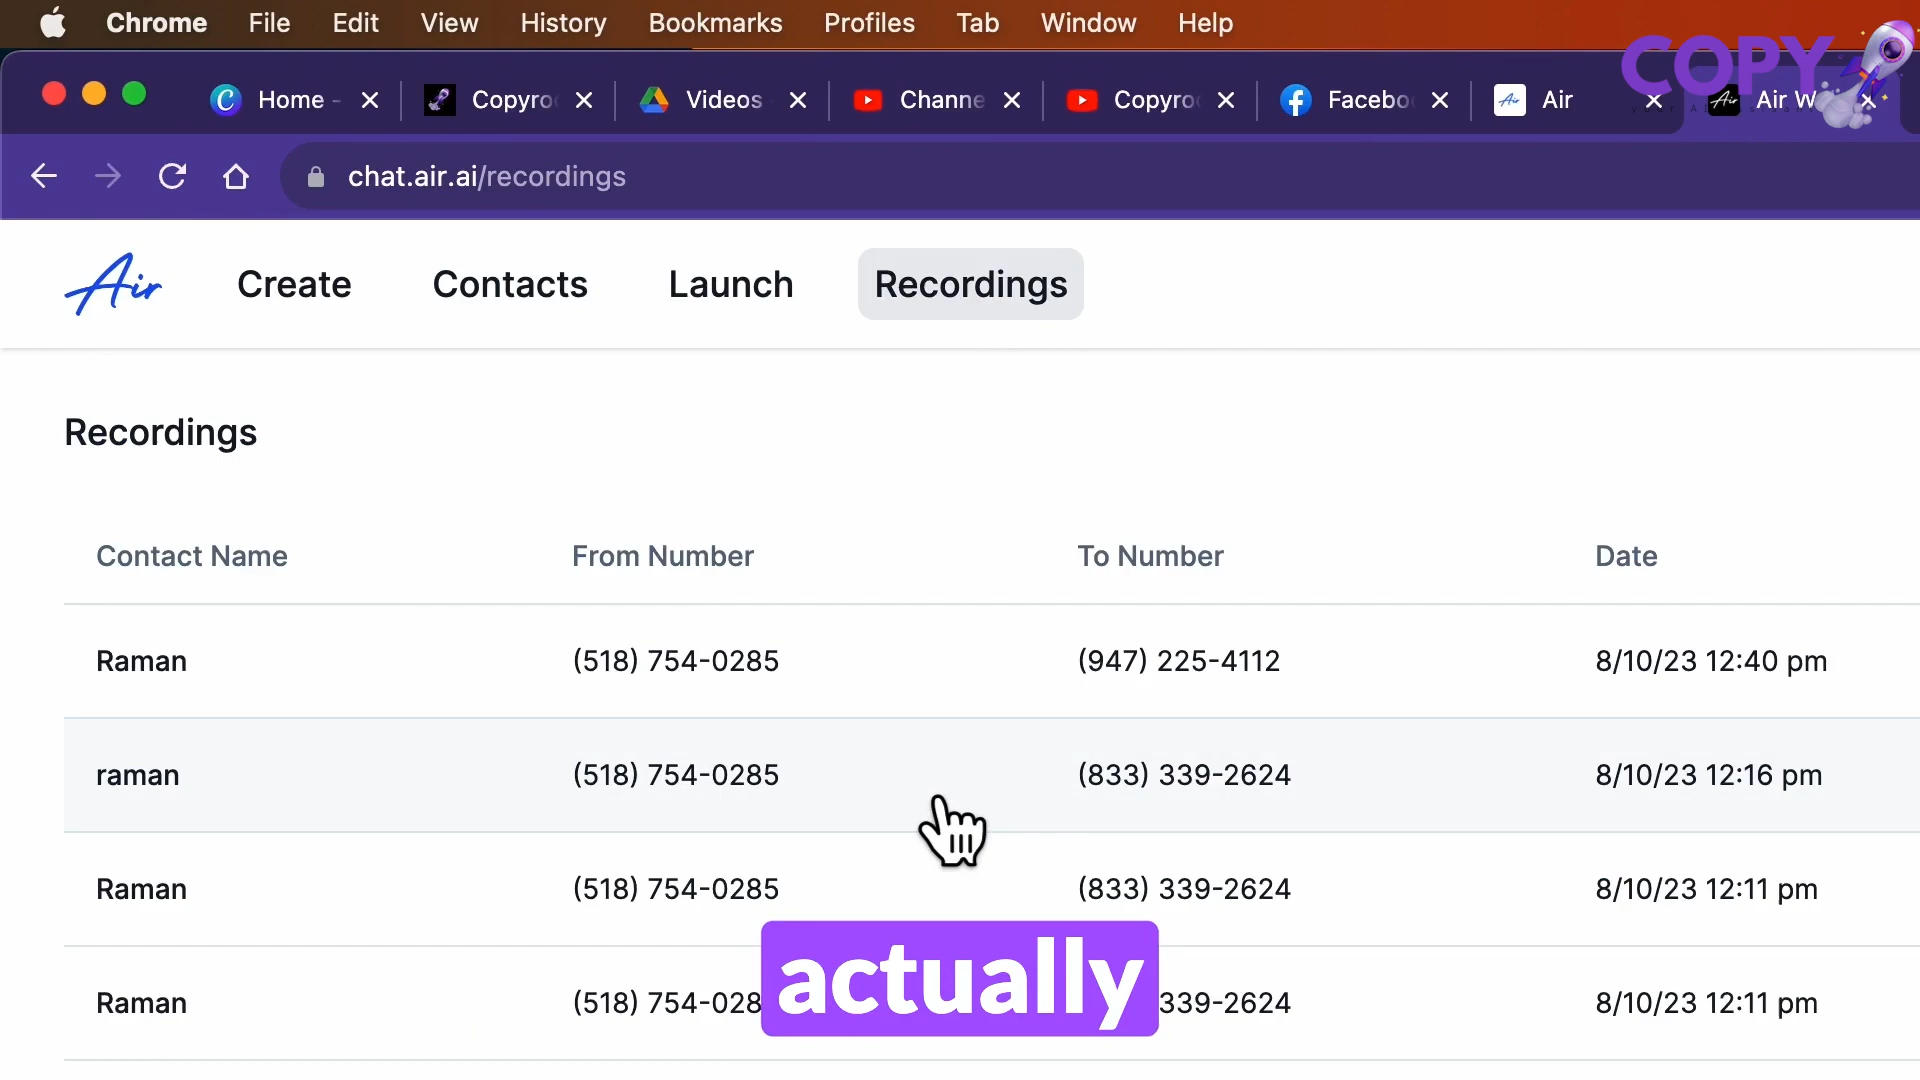 Chrome File Edit View History Bookmarks Profiles Tab Window Help
COPY
Home - Copyro Videos Channe Copyro Facebo Air Air W
chat.air.ai/recordings
Air Create Contacts Launch Recordings
Recordings
Contact Name From Number To Number Date
Raman (518) 754-0285 (947) 225-4112 8/10/23 12:40 pm
raman (518) 754-0285 (833) 339-2624 8/10/23 12:16 pm
Raman (518) 754-0285 (833) 339-2624 8/10/23 12:11 pm
actually
Raman (518) 754-028 339-2624 8/10/23 12:11 pm